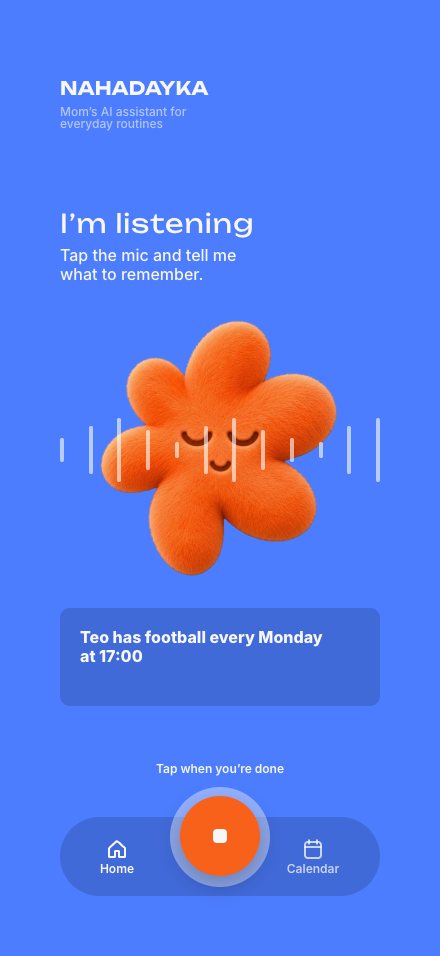 NAHADAYKA
Mom’s AI assistant for
everyday routines
I’m listening
Tap the mic and tell me
what to remember.
Teo has football every Monday
at 17:00
Tap when you’re done
Home
Calendar